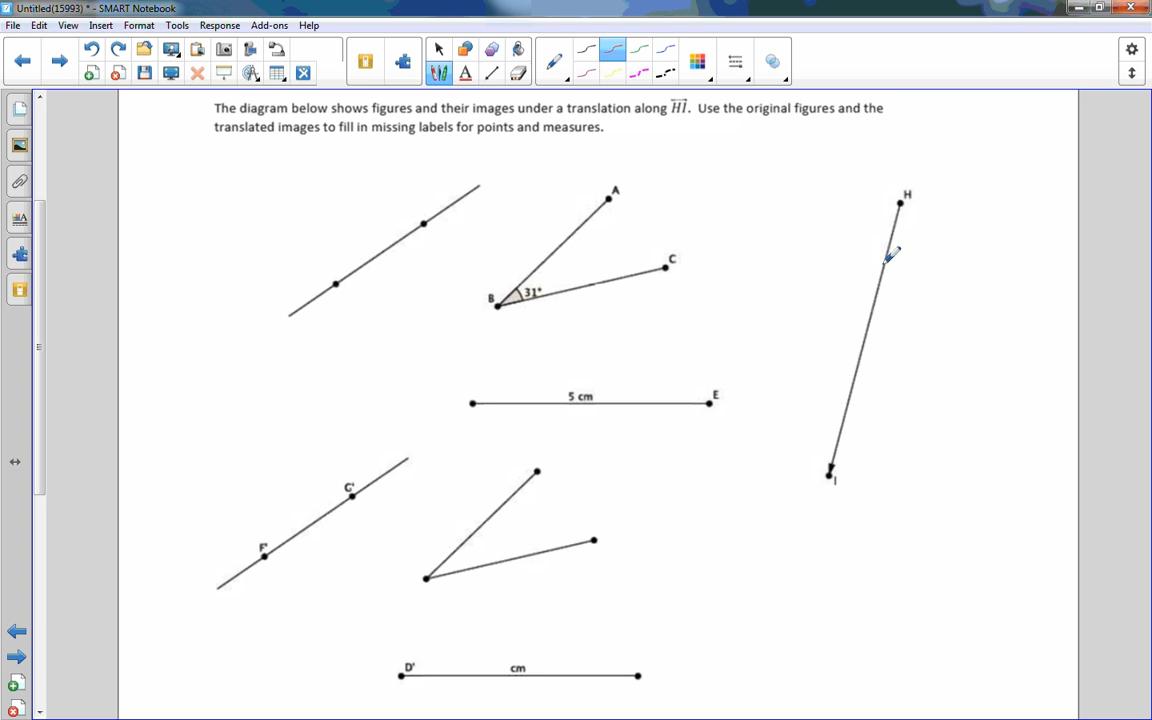 Untitled(15993) * - SMART Notebook
File Edit View Insert Format Tools Response Add-ons Help
The diagram below shows figures and their images under a translation along HI. Use the original figures and the
translated images to fill in missing labels for points and measures.
A
H
C
B 31°
5 cm E
I
C'
F'
D' cm